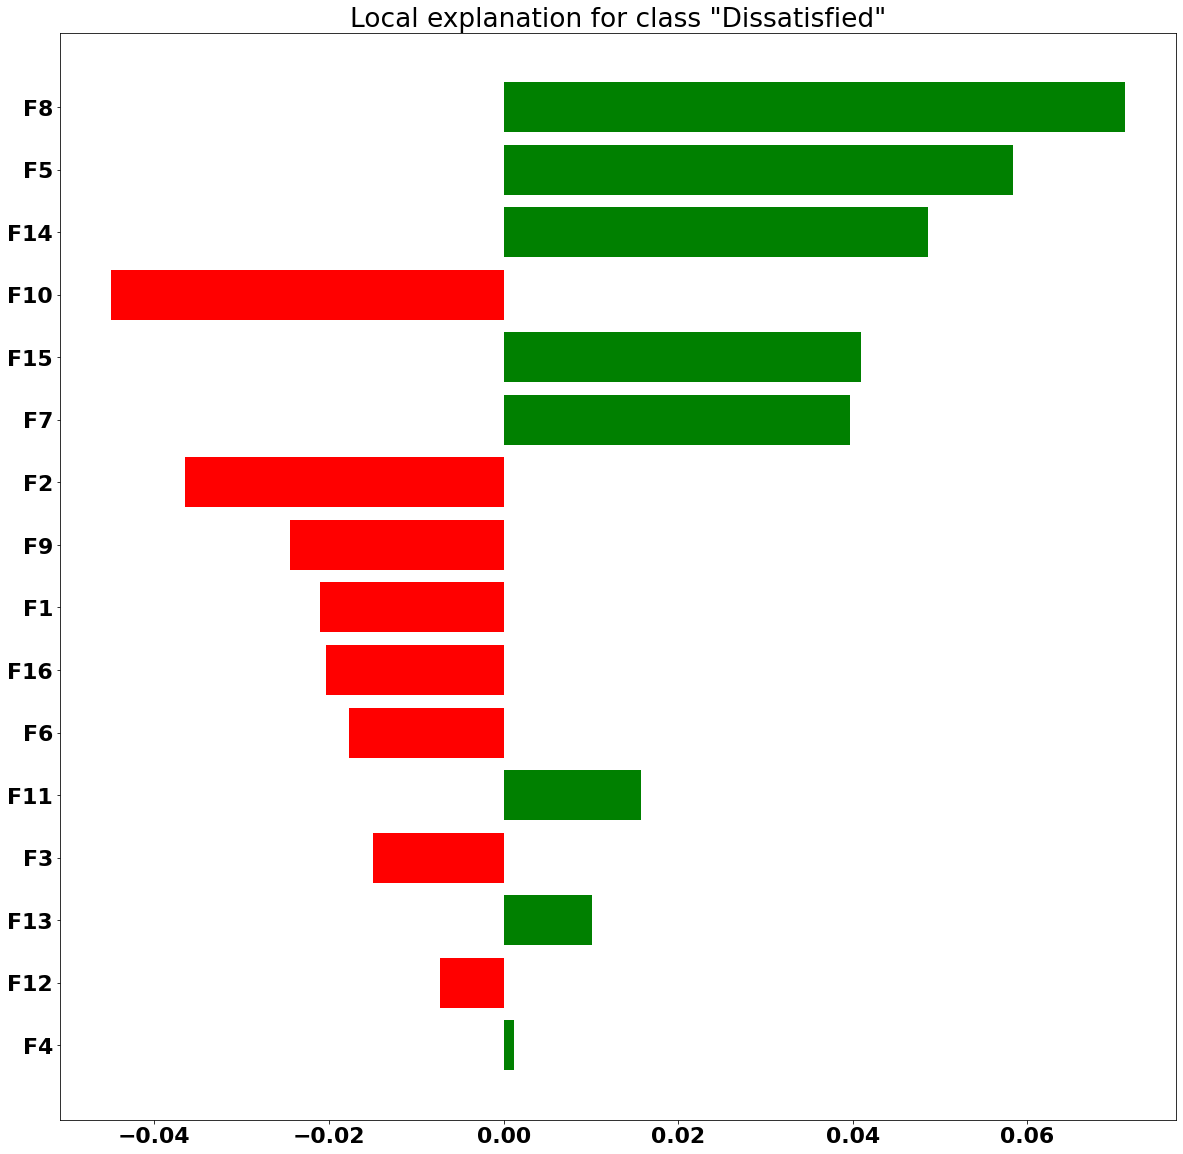 Local explanation for class "Dissatisfied"
F8
F5
F14
F10
F15
F7
F2
F9
F1
F16
F6
F11
F3
F13
F12
F4
−0.04 −0.02 0.00 0.02 0.04 0.06